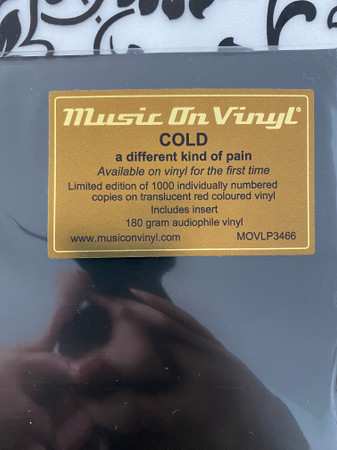 Music On Vinyl®
COLD
a different kind of pain
Available on vinyl for the first time
Limited edition of 1000 individually numbered
copies on translucent red coloured vinyl
Includes insert
180 gram audiophile vinyl
www.musiconvinyl.com MOVLP3466